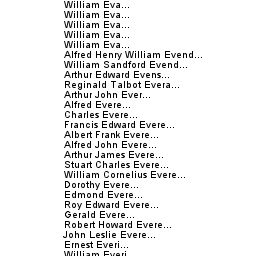 William Eva...
William Eva...
William Eva...
William Eva...
William Eva...
Alfred Henry William Evend...
William Sandford Evend...
Arthur Edward Evens...
Reginald Talbot Evera...
Arthur John Ever...
Alfred Evere...
Charles Evere...
Francis Edward Evere...
Albert Frank Evere...
Alfred John Evere...
Arthur James Evere...
Stuart Charles Evere...
William Cornelius Evere...
Dorothy Evere...
Edmond Evere...
Roy Edward Evere...
Gerald Evere...
Robert Howard Evere...
John Leslie Evere...
Ernest Everi...
William Everi...